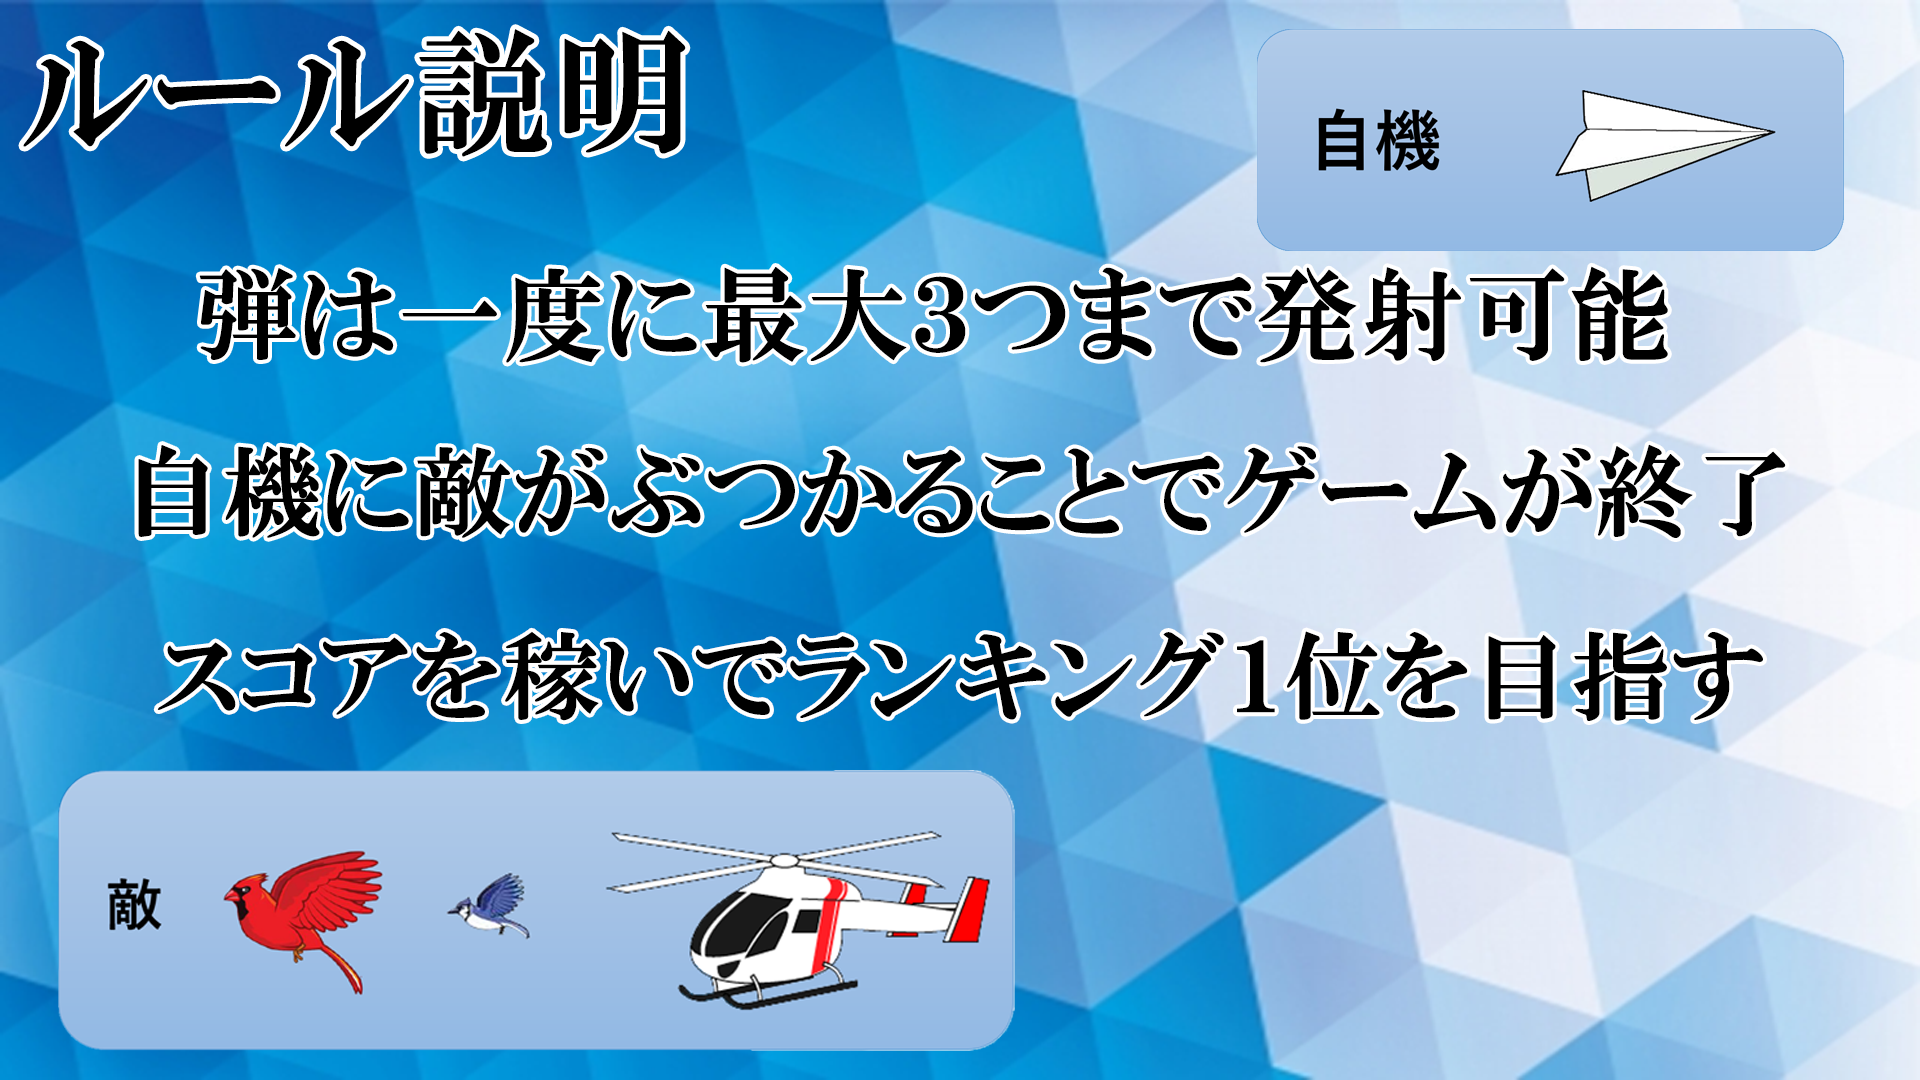 ルール説明
自機
弾は一度に最大3つまで発射可能
自機に敵がぶつかることでゲームが終了
スコアを稼いでランキング1位を目指す
敵